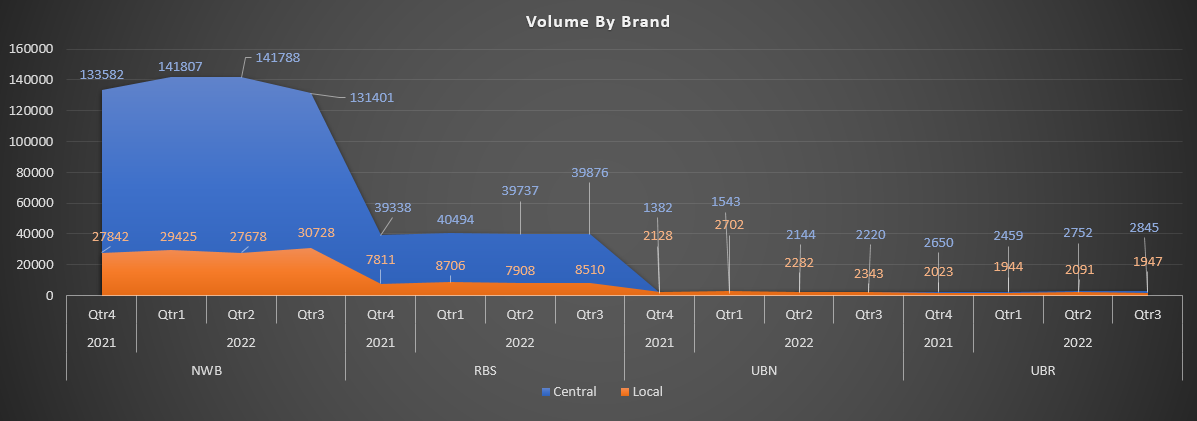 Volume By Brand
160000
140000
120000
100000
80000
60000
40000
20000
0
133582 141807 141788 131401 39338 40494 39737 39876 1382 1543 2144 2220 2650 2459 2752 2845
27842 29425 27678 30728 7811 8706 7908 8510 2128 2702 2282 2343 2023 1944 2091 1947
Qtr4 Qtr1 Qtr2 Qtr3 Qtr4 Qtr1 Qtr2 Qtr3 Qtr4 Qtr1 Qtr2 Qtr3 Qtr4 Qtr1 Qtr2 Qtr3
2021 2022 2021 2022 2021 2022 2021 2022
NWB RBS UBN UBR
Central Local